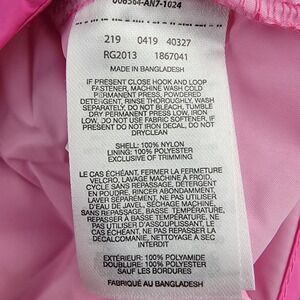 006564-AN7-1024
219 0419 40327
RG2013 1867041
MADE IN BANGLADESH
IF PRESENT CLOSE HOOK AND LOOP
FASTENER, MACHINE WASH COLD
PERMANENT PRESS, POWDERED
DETERGENT, RINSE THOROUGHLY, WASH
SEPARATELY, DO NOT BLEACH, TUMBLE
DRY PERMANENT PRESS LOW, IRON
LOW. DO NOT USE FABRIC SOFTENER, IF
PRESENT DO NOT IRON DECAL, DO NOT
DRYCLEAN
SHELL: 100% NYLON
LINING: 100% POLYESTER
EXCLUSIVE OF TRIMMING
LE CAS ÉCHÉANT, FERMER LA FERMETURE
VELCRO, LAVAGE MACHINE À FROID,
CYCLE SANS REPASSAGE, DÉTERGENT
EN POUDRE, RINCER ABONDAMMENT,
LAVER SÉPARÉMENT, NE PAS UTILISER
D'EAU DE JAVEL, SÉCHAGE MACHINE,
SANS REPASSAGE, BASSE TEMPÉRATURE,
REPASSER À BASSE TEMPÉRATURE, NE
PAS UTILISER D'ASSOUPLISSANT, LE
CAS ÉCHÉANT NE PAS REPASSER LA
DÉCALCOMANIE, NETTOYAGE A SEC
INTERDIT
EXTÉRIEUR: 100% POLYAMIDE
DOUBLURE: 100% POLYESTER
SAUF LES BORDURES
FABRIQUÉ AU BANGLADESH